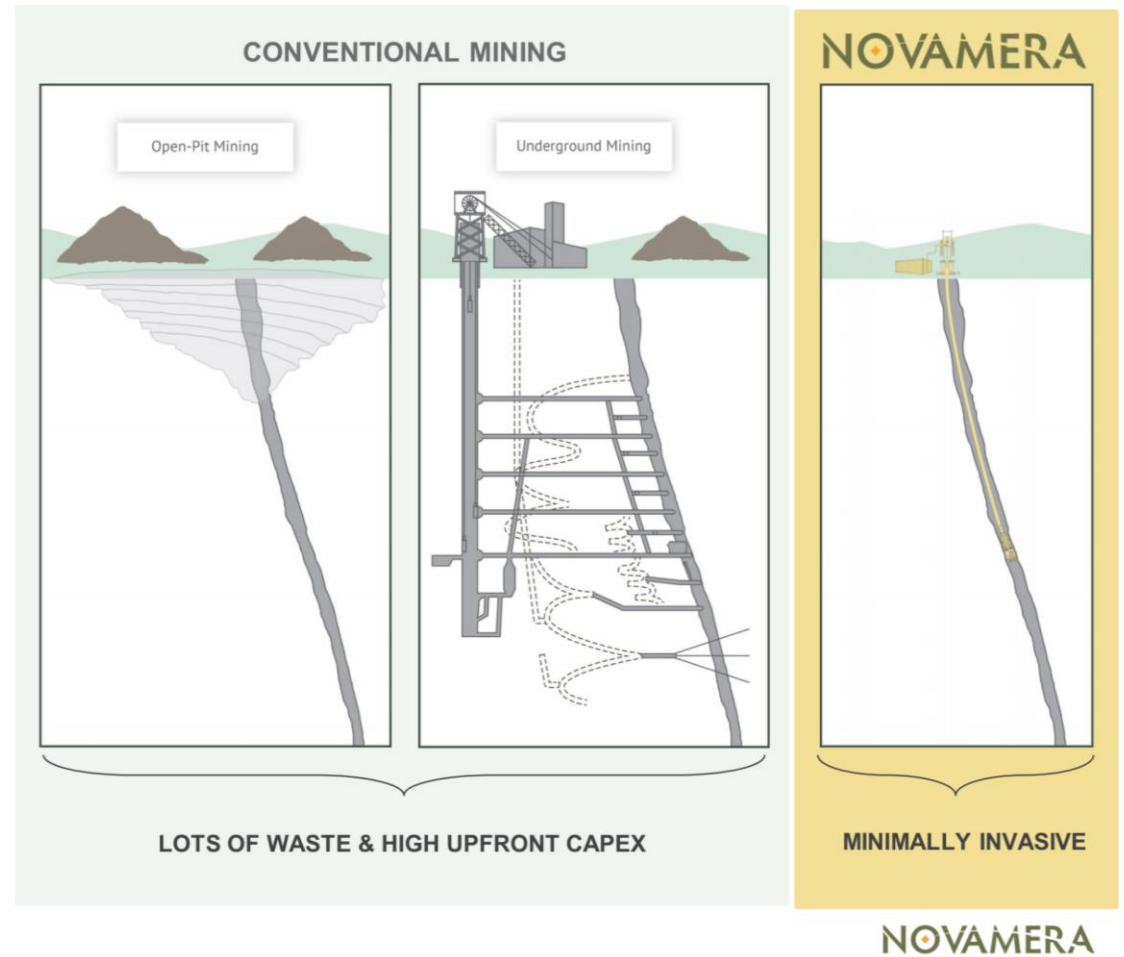 CONVENTIONAL MINING
Open-Pit Mining
Underground Mining
LOTS OF WASTE & HIGH UPFRONT CAPEX
NOVAMERA
MINIMALLY INVASIVE
NOVAMERA